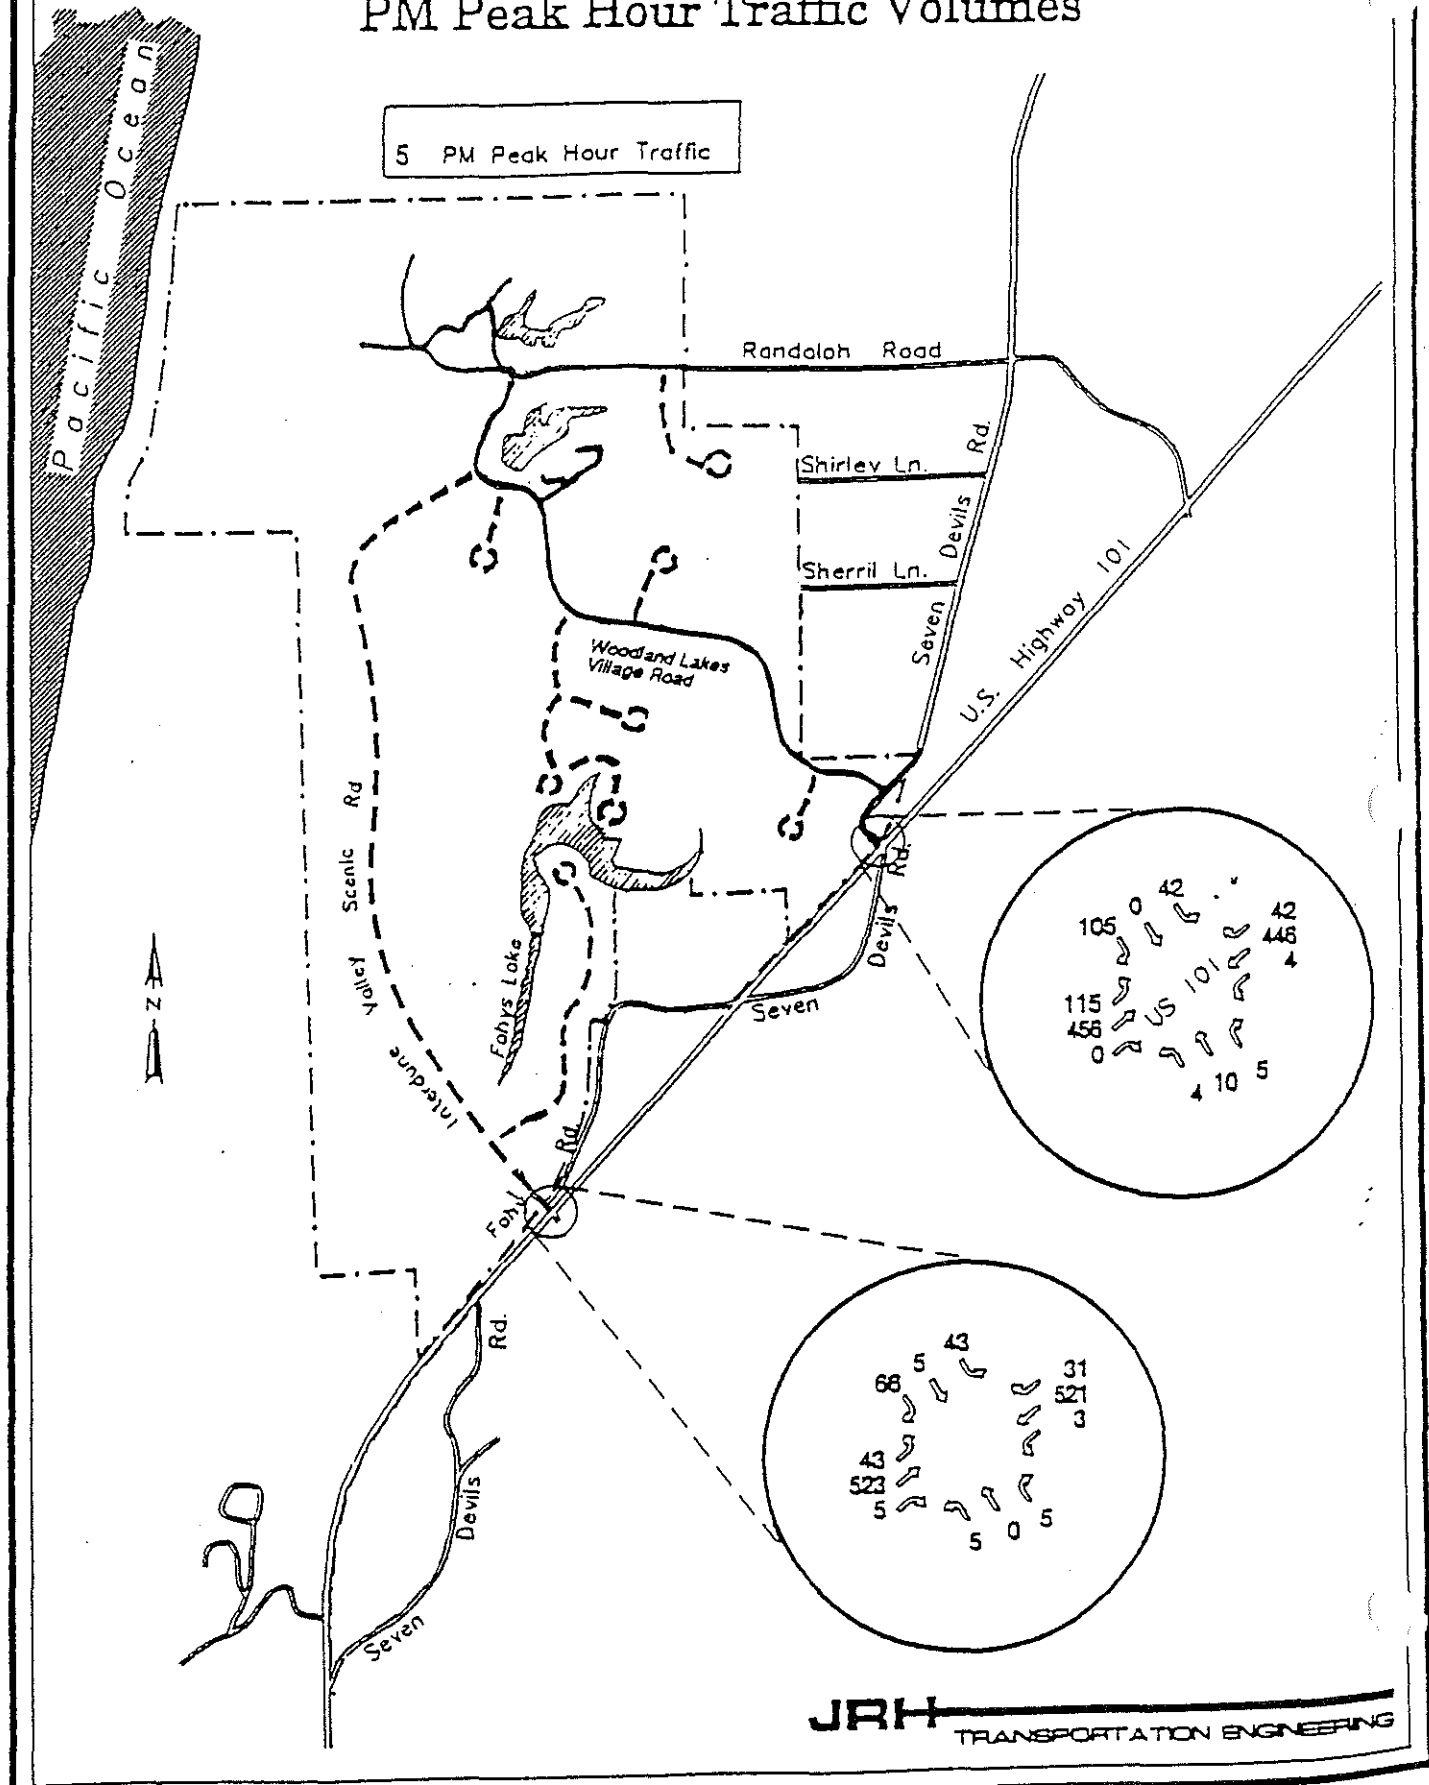 PM Peak Hour Traffic Volumes
Pacific Ocean
5 PM Peak Hour Traffic
Randoloh Road
Shirley Ln.
Sherril Ln.
Seven Devils Rd.
U.S. Highway 101
Woodland Lakes
Village Road
Interdune Valley Scenic Rd
Fahys Lake
N
Seven Devils Rd.
Fahy Rd.
105 0 42
42
446
4
US 101
115
456
0
4 10 5
66 5 43
31
521
3
43
523
5
5 0 5
Seven Devils Rd.
JRH
TRANSPORTATION ENGINEERING